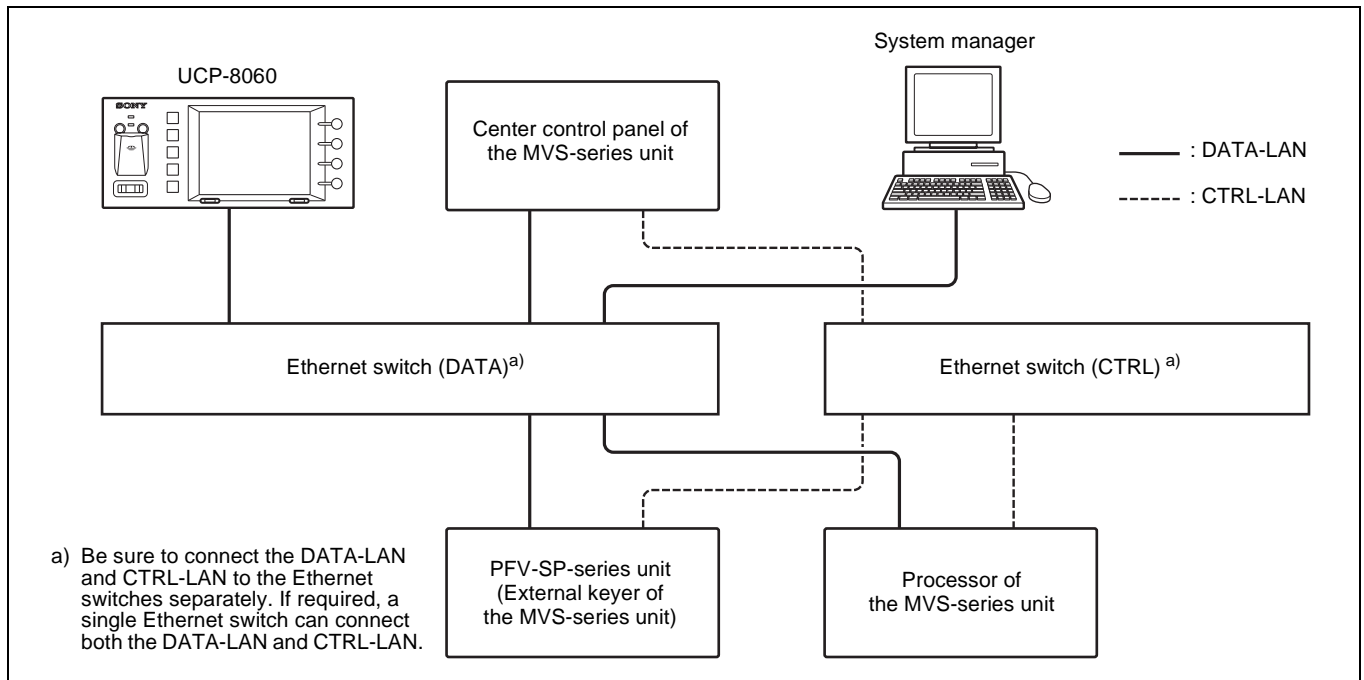 System manager
UCP-8060
SONY
Center control panel of
the MVS-series unit
: DATA-LAN
: CTRL-LAN
Ethernet switch (DATA)a)
Ethernet switch (CTRL) a)
a) Be sure to connect the DATA-LAN
and CTRL-LAN to the Ethernet
switches separately. If required, a
single Ethernet switch can connect
both the DATA-LAN and CTRL-LAN.
PFV-SP-series unit
(External keyer of
the MVS-series unit)
Processor of
the MVS-series unit